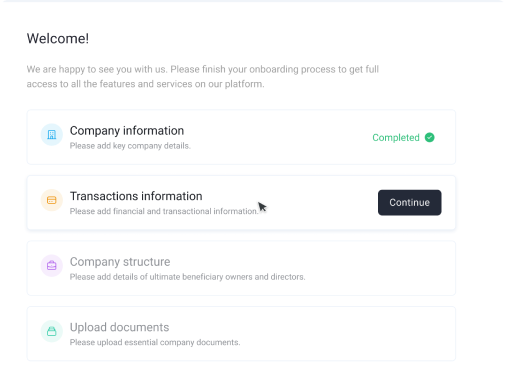 Welcome!
We are happy to see you with us. Please finish your onboarding process to get full
access to all the features and services on our platform.
Company information
Please add key company details.
Completed
Transactions information
Please add financial and transactional information.
Continue
Company structure
Please add details of ultimate beneficiary owners and directors.
Upload documents
Please upload essential company documents.